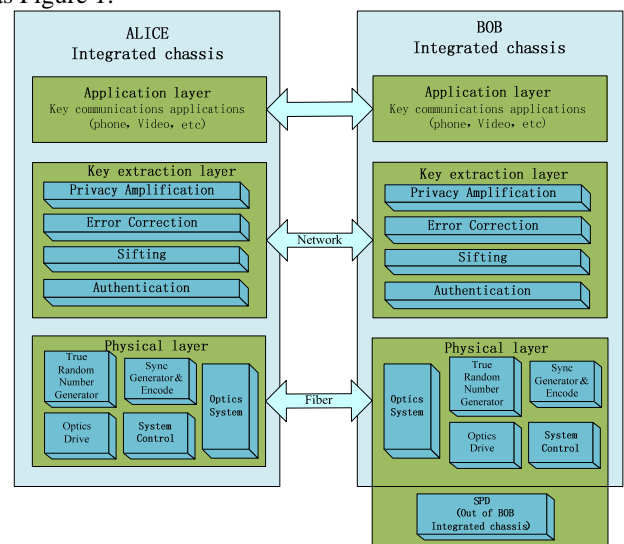 as Figure 1.
ALICE
Integrated chassis
Application layer
Key communications applications
(phone, Video, etc)
Key extraction layer
Privacy Amplification
Error Correction
Sifting
Authentication
Physical layer
True
Random
Number
Generator
Sync
Generator&
Encode
Optics
System
Optics
Drive
System
Control
Network
Fiber
BOB
Integrated chassis
Application layer
Key communications applications
(phone, Video, etc)
Key extraction layer
Privacy Amplification
Error Correction
Sifting
Authentication
Physical layer
Optics
System
True
Random
Number
Generator
Sync
Generator&
Encode
Optics
Drive
System
Control
SPD
(Out of BOB
Integrated chassis)